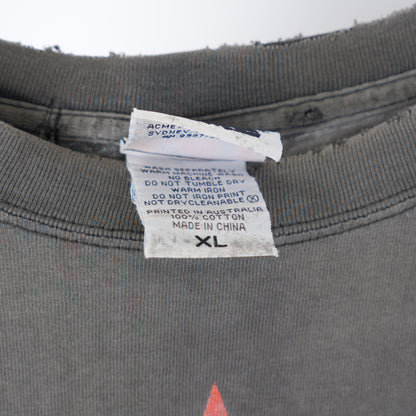 ACME
SYDNEY
WASH SEPARATELY
WARM MACHINE WASH
NO BLEACH
DO NOT TUMBLE DRY
WARM IRON
DO NOT IRON PRINT
NOT DRYCLEANABLE Ⓧ
PRINTED IN AUSTRALIA
100% COTTON
MADE IN CHINA
XL